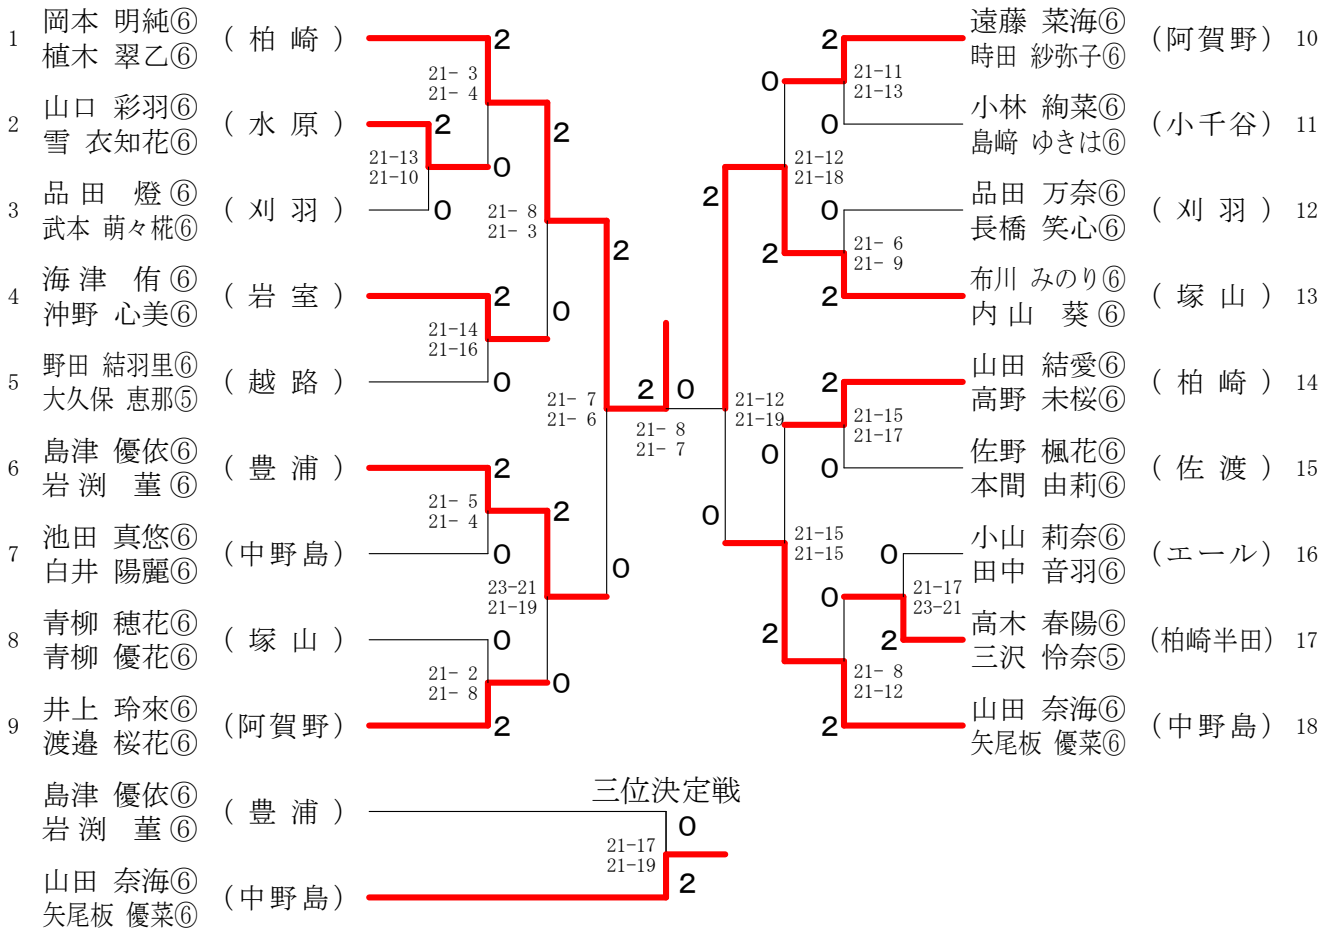 1 岡本 明純⑥ (柏崎)
植木 翠乙⑥
2 山口 彩羽⑥ (水原)
雪 衣知花⑥
3 品田 燈⑥ (刈羽)
武本 萌々椛⑥
4 海津 侑⑥ (岩室)
沖野 心美⑥
5 野田 結羽里⑥ (越路)
大久保 恵那⑤
6 島津 優依⑥ (豊浦)
岩渕 菫⑥
7 池田 真悠⑥ (中野島)
白井 陽麗⑥
8 青柳 穂花⑥ (塚山)
青柳 優花⑥
9 井上 玲來⑥ (阿賀野)
渡邉 桜花⑥
2
21- 3
21- 4
0
2
21-13
21-10
0
2
21- 8
21- 3
0
2
21-14
21-16
0
2
21- 7
21- 6
0
2
21- 5
21- 4
0
2
23-21
21-19
0
0
21- 2
21- 8
2
2 0
21- 8
21- 7
遠藤 菜海⑥ (阿賀野) 10
時田 紗弥子⑥
小林 絢菜⑥ (小千谷) 11
島﨑 ゆきは⑥
品田 万奈⑥ (刈羽) 12
長橋 笑心⑥
布川 みのり⑥ (塚山) 13
内山 葵⑥
山田 結愛⑥ (柏崎) 14
高野 未桜⑥
佐野 楓花⑥ (佐渡) 15
本間 由莉⑥
小山 莉奈⑥ (エール) 16
田中 音羽⑥
高木 春陽⑥ (柏崎半田) 17
三沢 怜奈⑤
山田 奈海⑥ (中野島) 18
矢尾板 優菜⑥
2
21-11
21-13
0
0
21-12
21-18
2
0
21- 6
21- 9
2
2
21-12
21-19
0
2
21-15
21-17
0
0
21-15
21-15
2
0
21-17
23-21
2
0
21- 8
21-12
2
三位決定戦
島津 優依⑥ (豊浦)
岩渕 菫⑥
0
21-17
21-19
2
山田 奈海⑥ (中野島)
矢尾板 優菜⑥